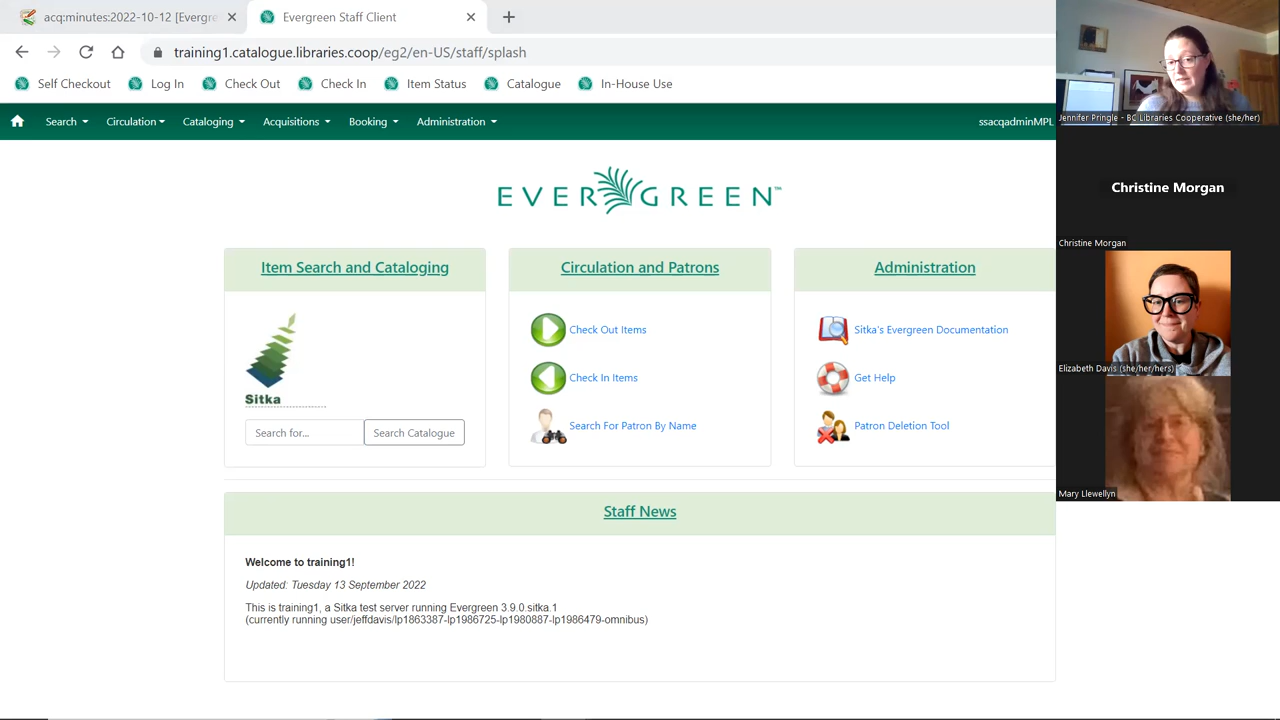 acq:minutes:2022-10-12 [Evergre
Evergreen Staff Client
training1.catalogue.libraries.coop/eg2/en-US/staff/splash
Self Checkout Log In Check Out Check I Item Status Catalogue In-House Use
Search Circulation Cataloging Acquisitions Booking Administration ssacqadminMPL
EVERGREEN™
Item Search and Cataloging
Sitka
Search for... Search Catalogue
Circulation and Patrons
Check Out Items
Check In Items
Search For Patron By Name
Administration
Sitka's Evergreen Documentation
Get Help
Patron Deletion Tool
Staff News
Welcome to training1!
Updated: Tuesday 13 September 2022
This is training1, a Sitka test server running Evergreen 3.9.0.sitka.1
(currently running user/jeffdavis/lp1863387-lp1986725-lp1980887-lp1986479-omnibus)
Jennifer Pringle - BC Libraries Cooperative (she/her)
Christine Morgan
Christine Morgan
Elizabeth Davis (she/her/hers)
Mary Llewellyn